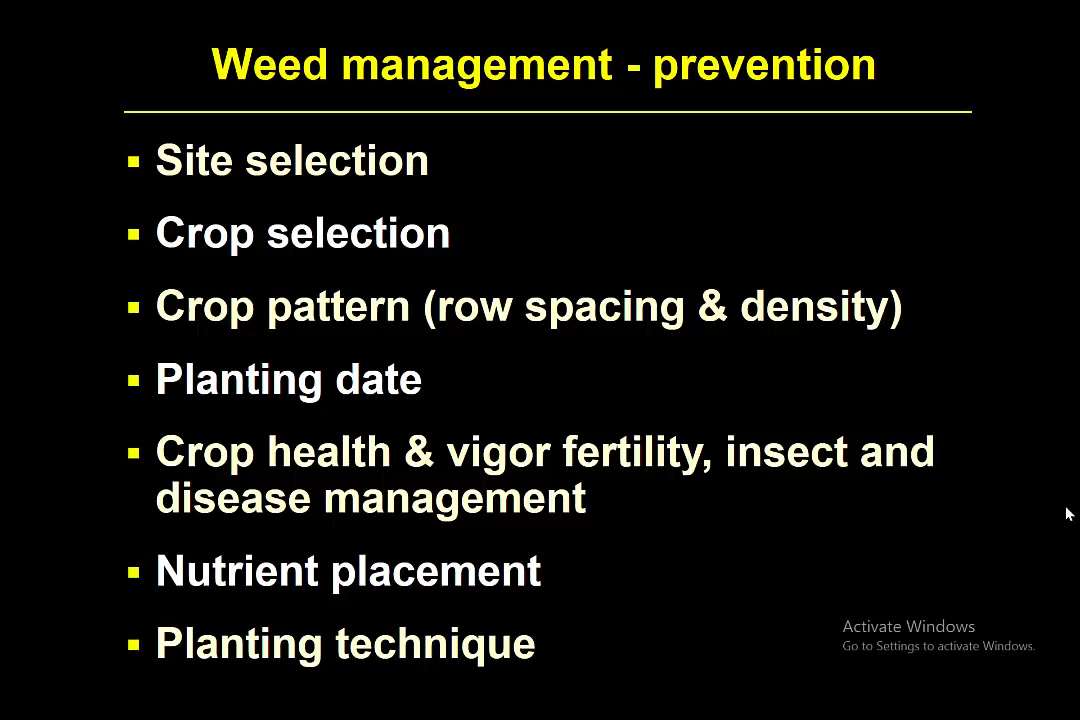 Weed management - prevention
▪ Site selection
▪ Crop selection
▪ Crop pattern (row spacing & density)
▪ Planting date
▪ Crop health & vigor fertility, insect and
disease management
▪ Nutrient placement
▪ Planting technique
Activate Windows
Go to Settings to activate Windows.